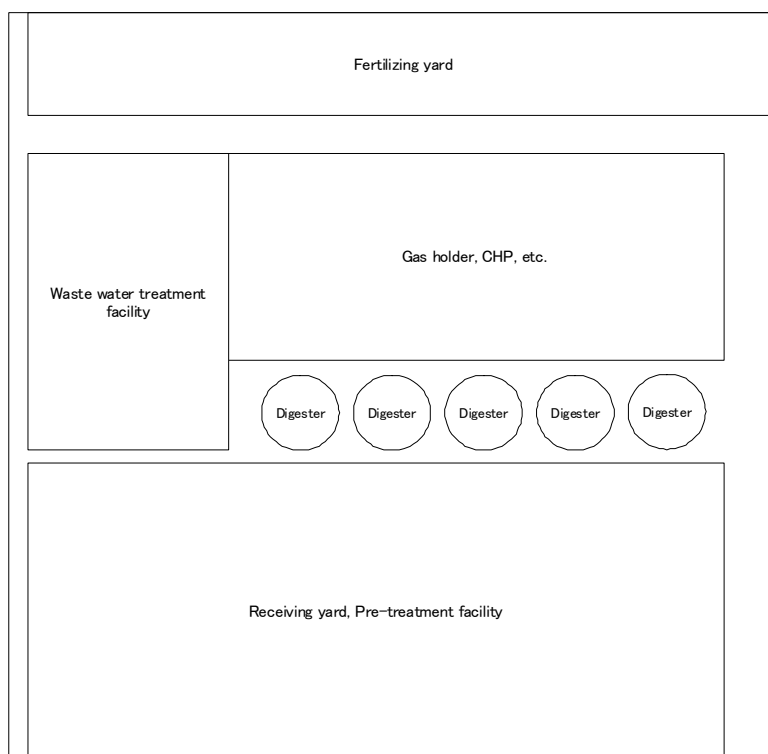 Fertilizing yard
Gas holder, CHP, etc.
Waste water treatment
facility
Digester
Digester
Digester
Digester
Digester
Receiving yard, Pre-treatment facility